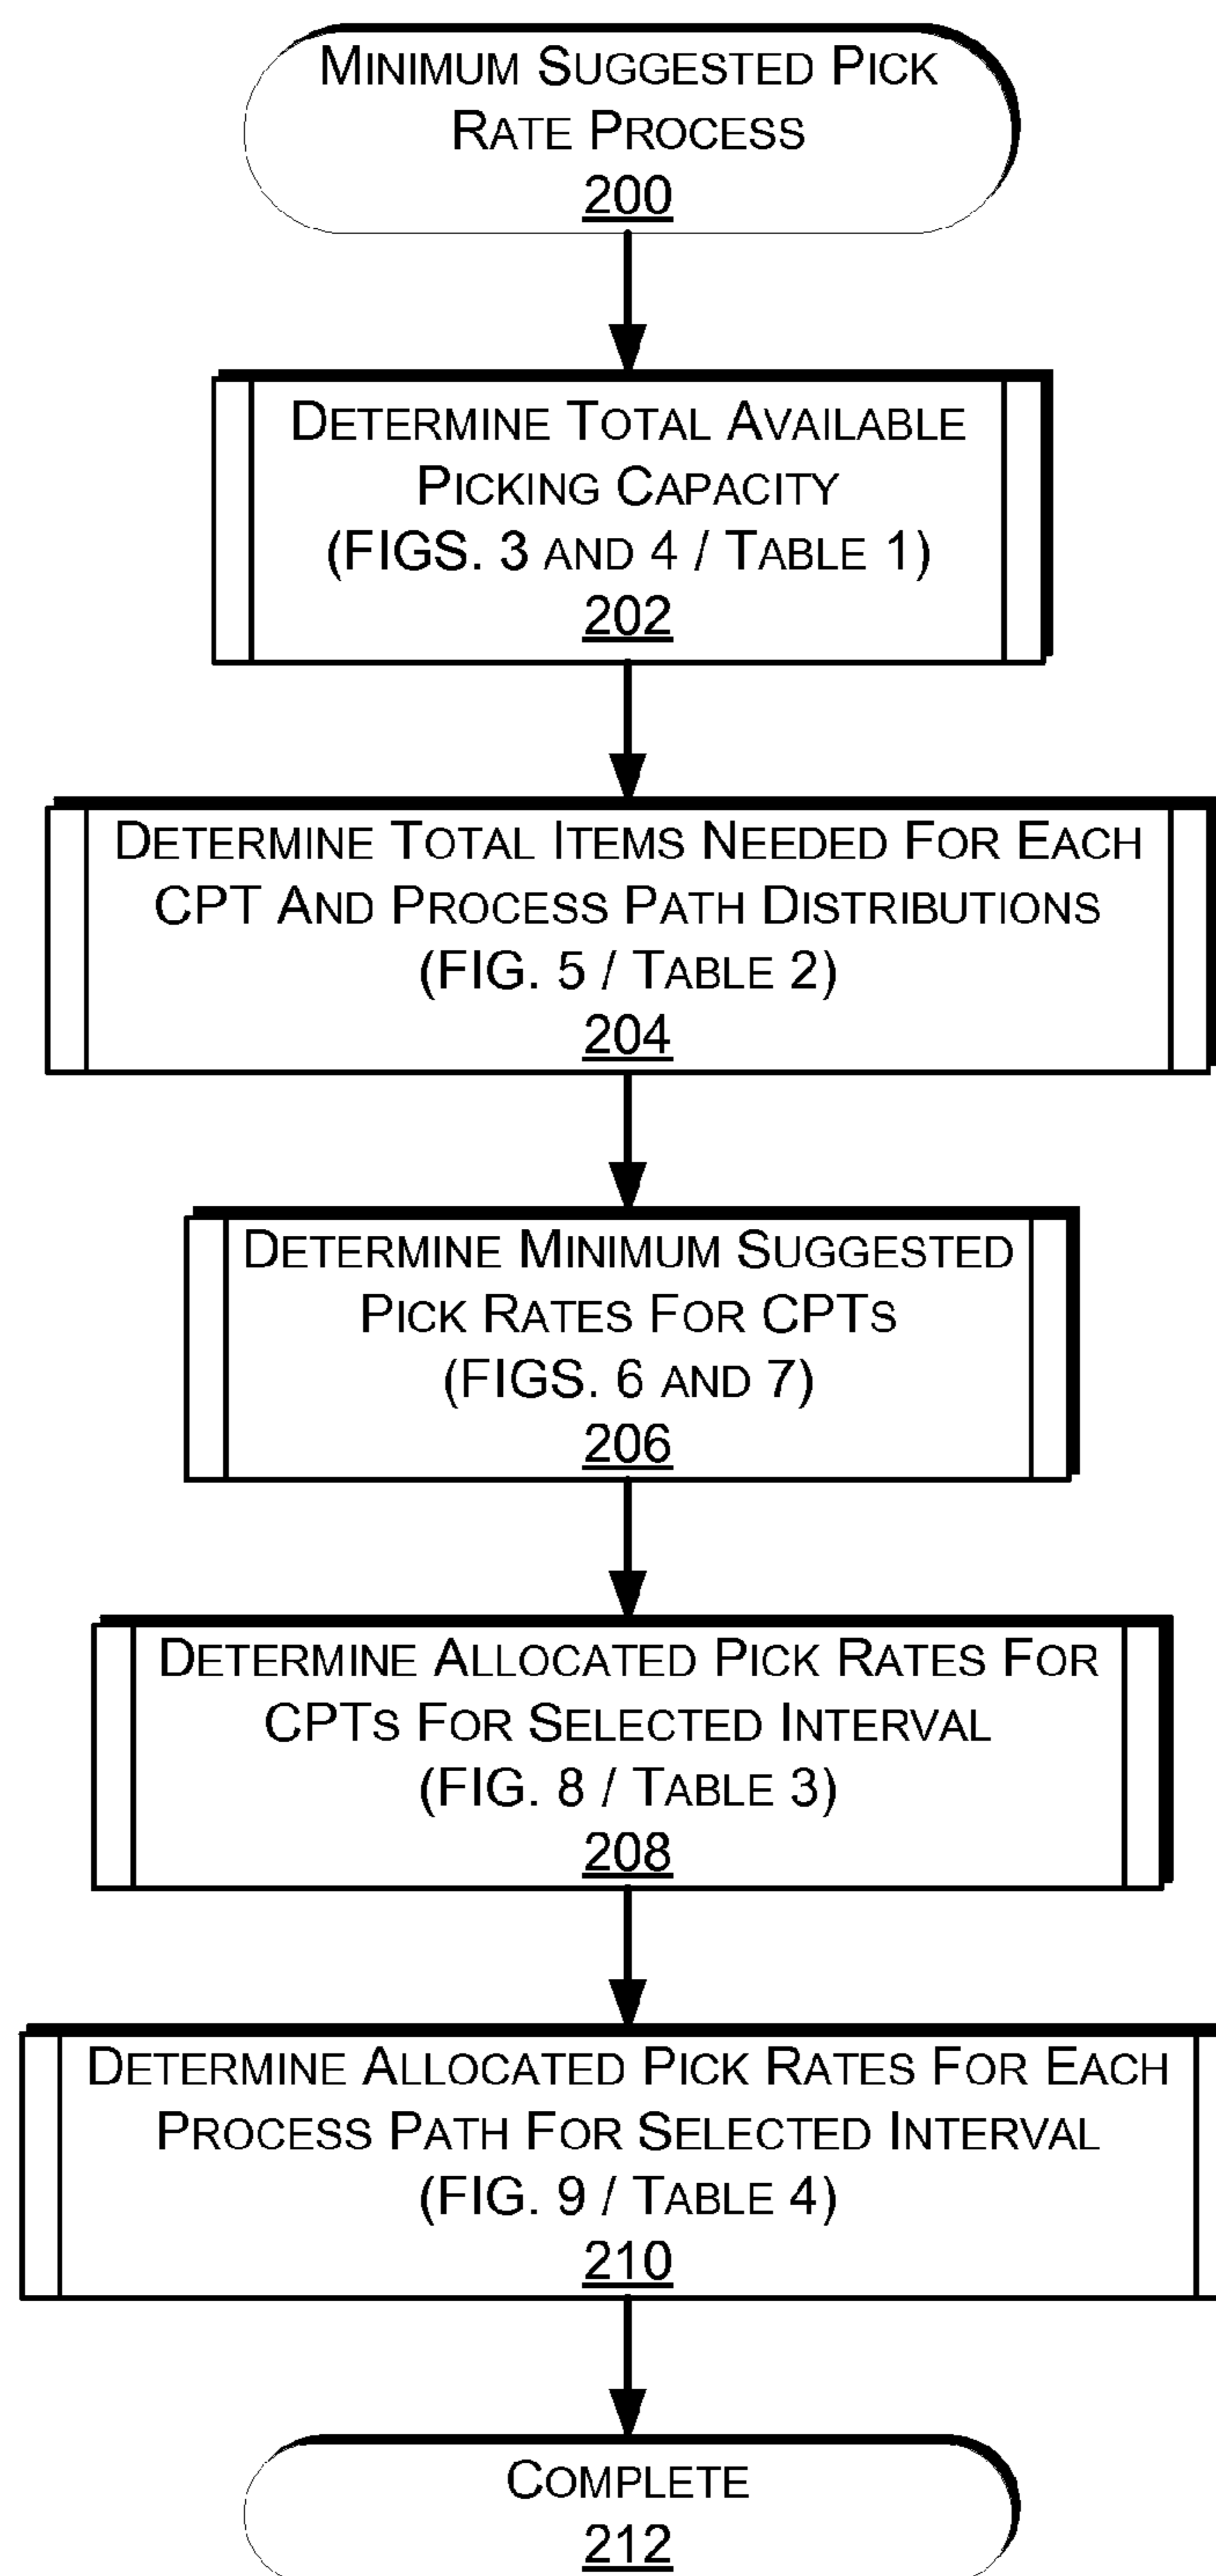 MINIMUM SUGGESTED PICK
RATE PROCESS
200
DETERMINE TOTAL AVAILABLE
PICKING CAPACITY
(FIGS. 3 AND 4 / TABLE 1)
202
DETERMINE TOTAL ITEMS NEEDED FOR EACH
CPT AND PROCESS PATH DISTRIBUTIONS
(FIG. 5 / TABLE 2)
204
DETERMINE MINIMUM SUGGESTED
PICK RATES FOR CPTS
(FIGS. 6 AND 7)
206
DETERMINE ALLOCATED PICK RATES FOR
CPTS FOR SELECTED INTERVAL
(FIG. 8 / TABLE 3)
208
DETERMINE ALLOCATED PICK RATES FOR EACH
PROCESS PATH FOR SELECTED INTERVAL
(FIG. 9 / TABLE 4)
210
COMPLETE
212